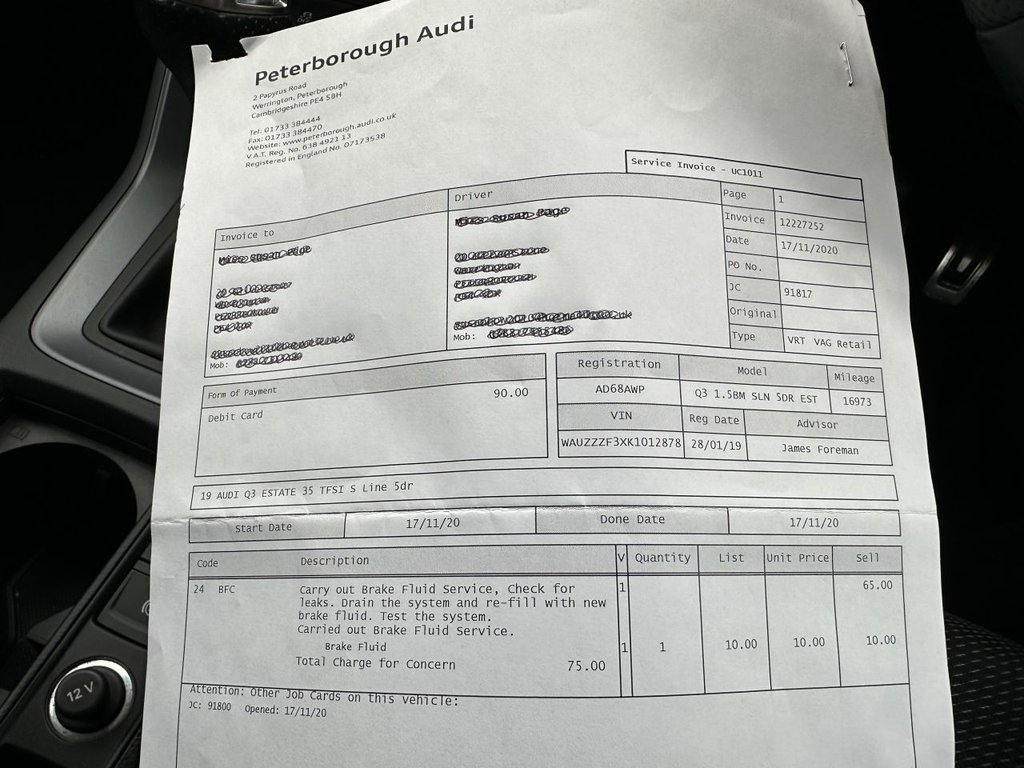 Peterborough Audi
2 Papyrus Road
Werrington, Peterborough
Cambridgeshire PE4 5BH
Tel: 01733 384444
Fax: 01733 384470
Website: www.peterborough.audi.co.uk
V.A.T. Reg. No. 638 4921 13
Registered in England No. 07173538
Service Invoice - UC1011
Page 1
Invoice 12227252
Date 17/11/2020
PO No.
JC 91817
Original
Type VRT VAG Retail
Invoice to
Mob:
Driver
Mob:
Form of Payment 90.00
Debit Card
Registration Model Mileage
AD68AWP Q3 1.5BM SLN 5DR EST 16973
VIN Reg Date Advisor
WAUZZZF3XK1012878 28/01/19 James Foreman
19 AUDI Q3 ESTATE 35 TFSI S Line 5dr
Start Date 17/11/20 Done Date 17/11/20
Code Description V Quantity List Unit Price Sell
24 BFC Carry out Brake Fluid Service, Check for 1 65.00
leaks. Drain the system and re-fill with new
brake fluid. Test the system.
Carried out Brake Fluid Service.
Brake Fluid 1 1 10.00 10.00 10.00
Total Charge for Concern 75.00
Attention: Other Job Cards on this vehicle:
JC: 91800 Opened: 17/11/20
12 V